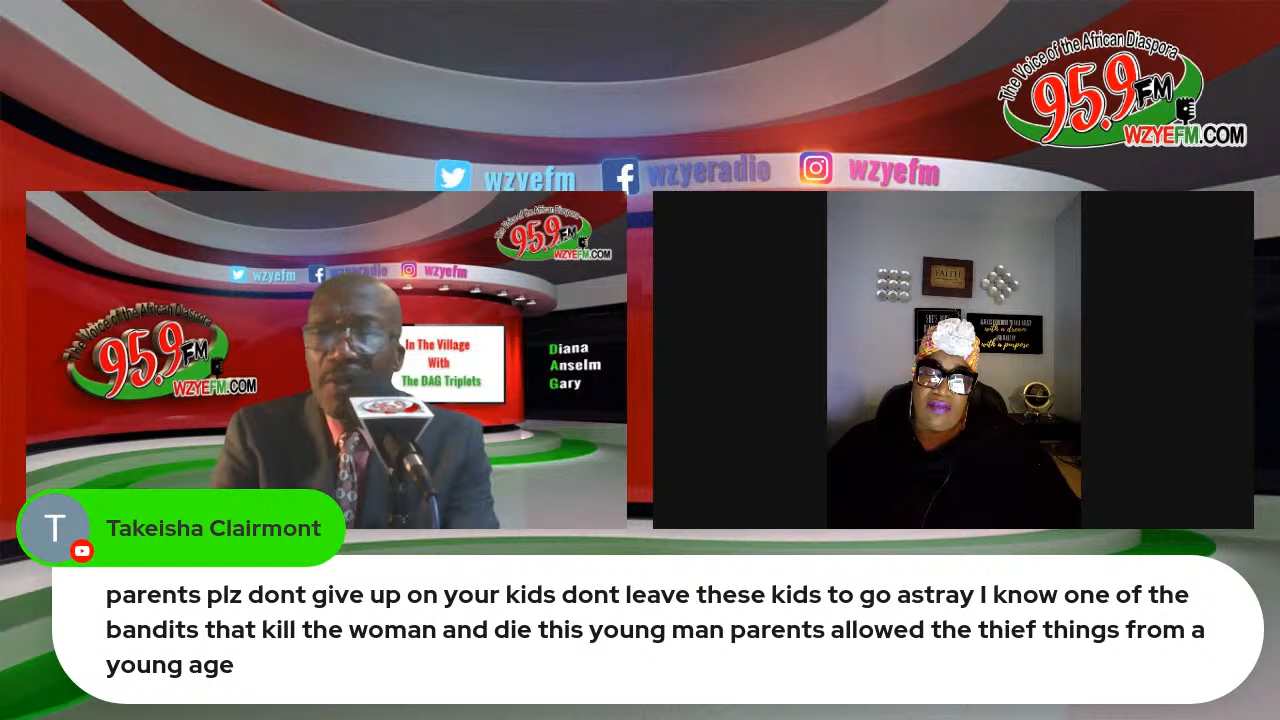 The Voice of the African Diaspora
95.9 FM
WZYEFM.COM
wzyefm
wzyeradio
wzyefm
The Voice of the African Diaspora
95.9 FM
WZYEFM.COM
wzyefm
wzyeradio
wzyefm
The Voice of the African Diaspora
95.9 FM
WZYEFM.COM
In The Village
With
The DAG Triplets
Diana
Anselm
Gary
FAITH
with a dream
with a purpose
T
Takeisha Clairmont
parents plz dont give up on your kids dont leave these kids to go astray I know one of the
bandits that kill the woman and die this young man parents allowed the thief things from a
young age